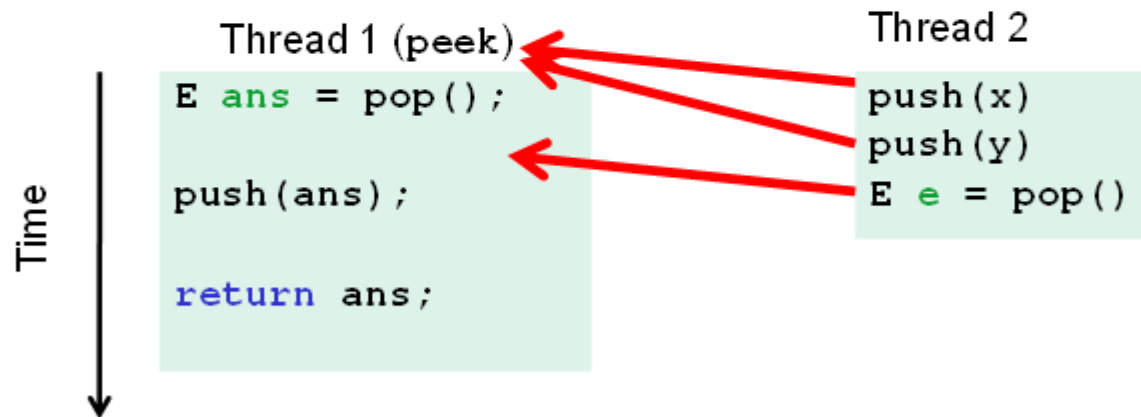 Thread 1 (peek)
Thread 2
Time
E ans = pop();
push(ans);
return ans;
push(x)
push(y)
E e = pop()